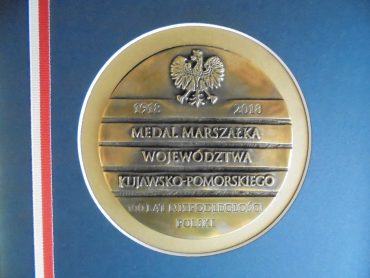 1918 2018
MEDAL MARSZAŁKA
WOJEWÓDZTWA
KUJAWSKO-POMORSKIEGO
100 LAT NIEPODLEGŁOŚCI
POLSKI